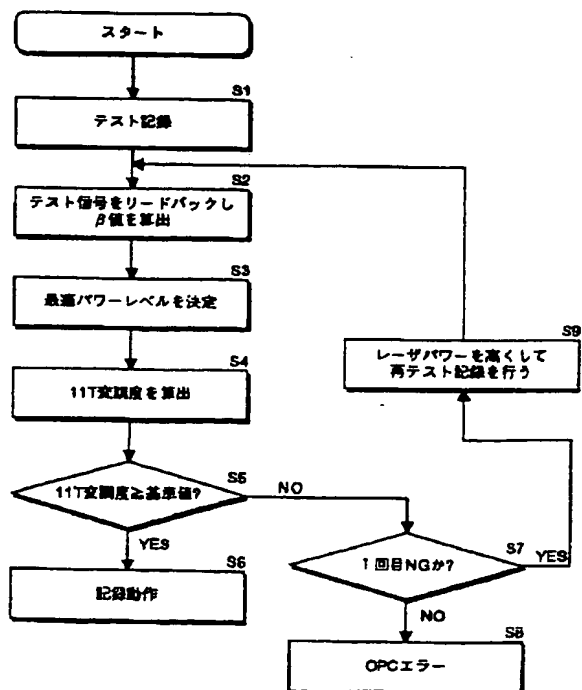 スタート
S1
テスト記録
S2
テスト信号をリードバックし
β値を算出
S3
最適パワーレベルを決定
S4
11T変調度を算出
S5
11T変調度≧基準値?
NO
YES
S6
記録動作
S7
1回目NGか?
YES
NO
S8
OPCエラー
S9
レーザパワーを高くして
再テスト記録を行う